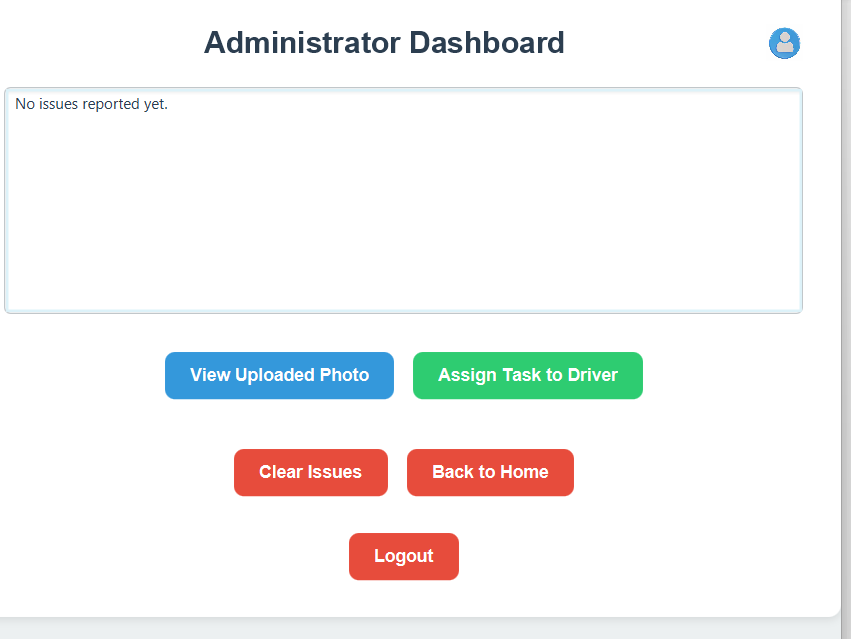 Administrator Dashboard
No issues reported yet.
View Uploaded Photo
Assign Task to Driver
Clear Issues
Back to Home
Logout